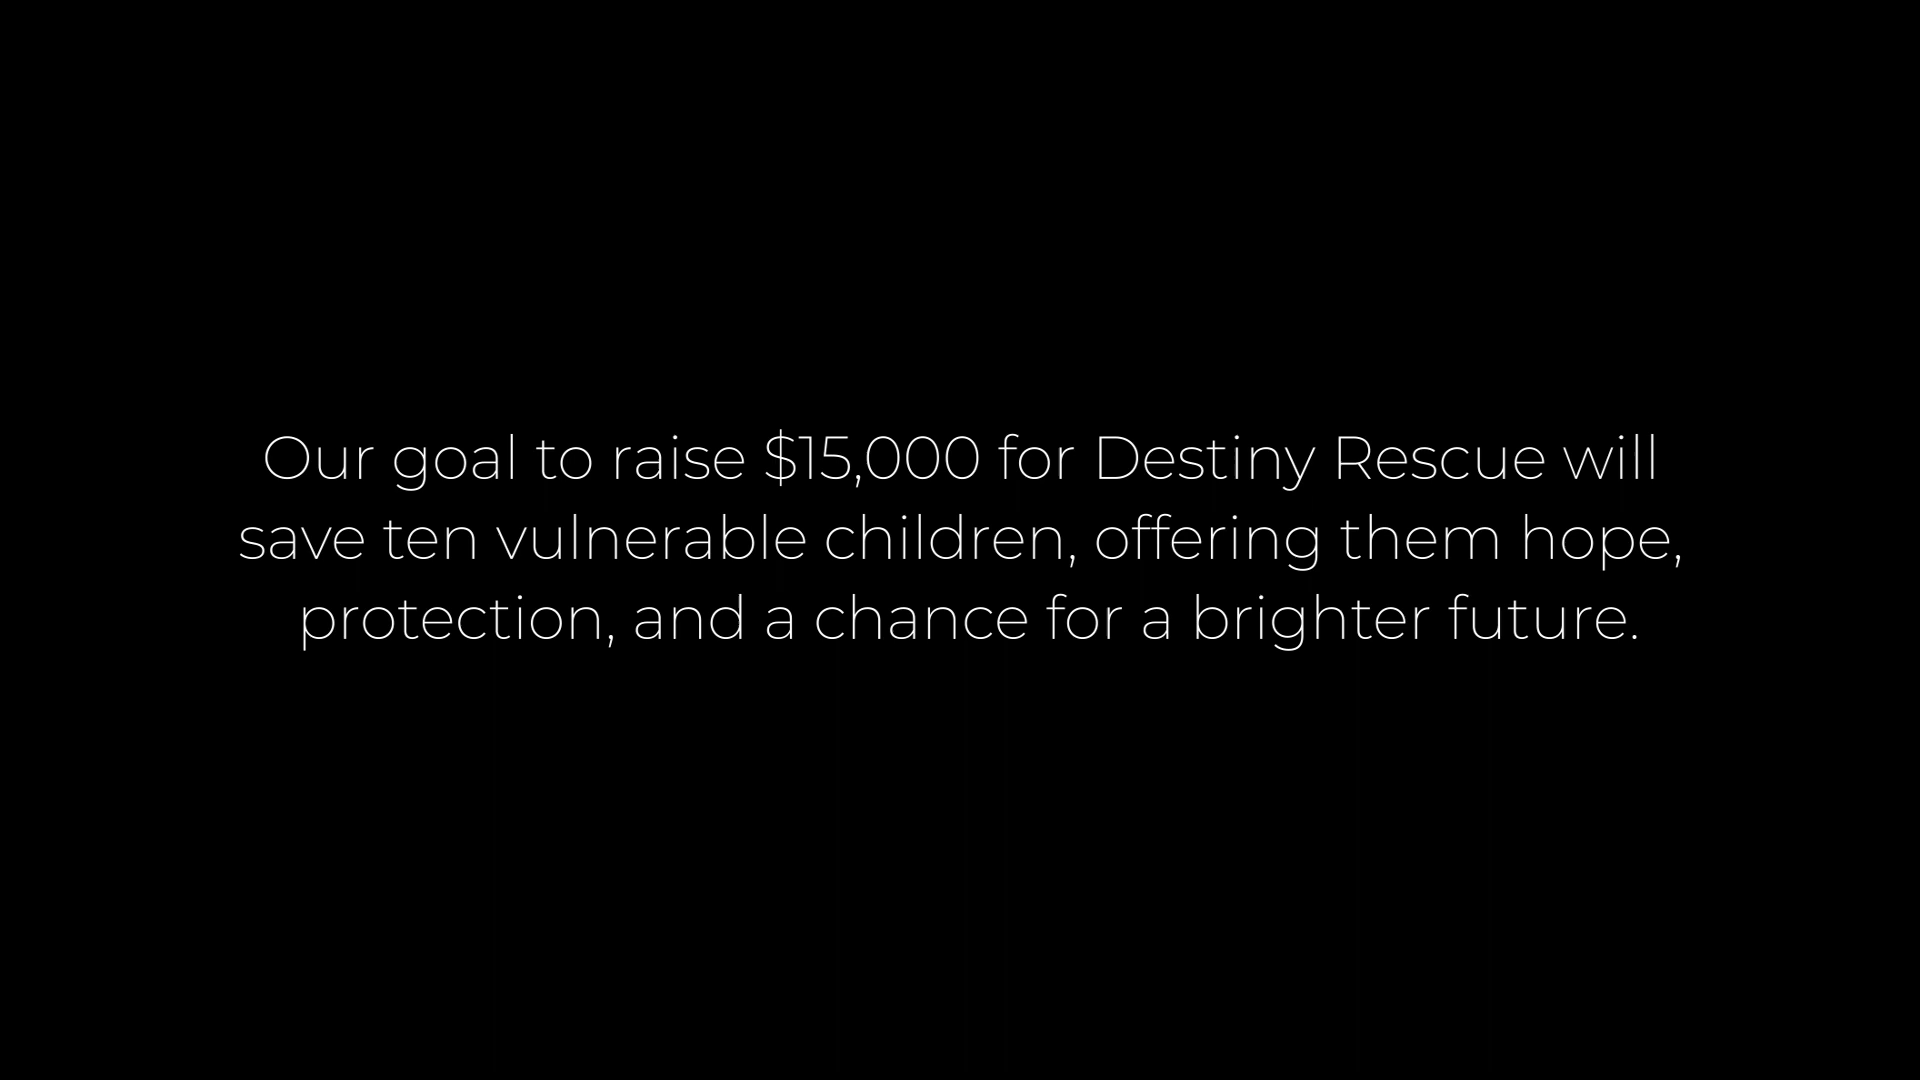 Our goal to raise $15,000 for Destiny Rescue will
save ten vulnerable children, offering them hope,
protection, and a chance for a brighter future.